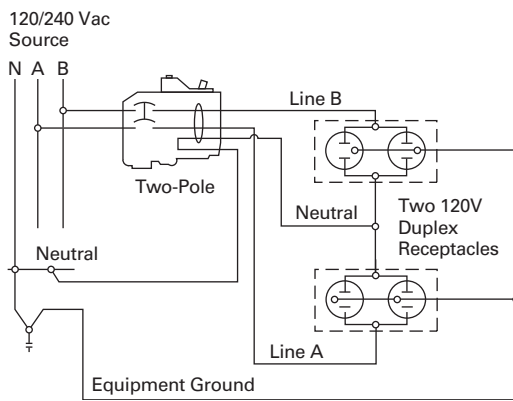 120/240 Vac
Source
N A B
Line B
Two-Pole
Neutral
Two 120V
Duplex
Receptacles
Neutral
Line A
Equipment Ground